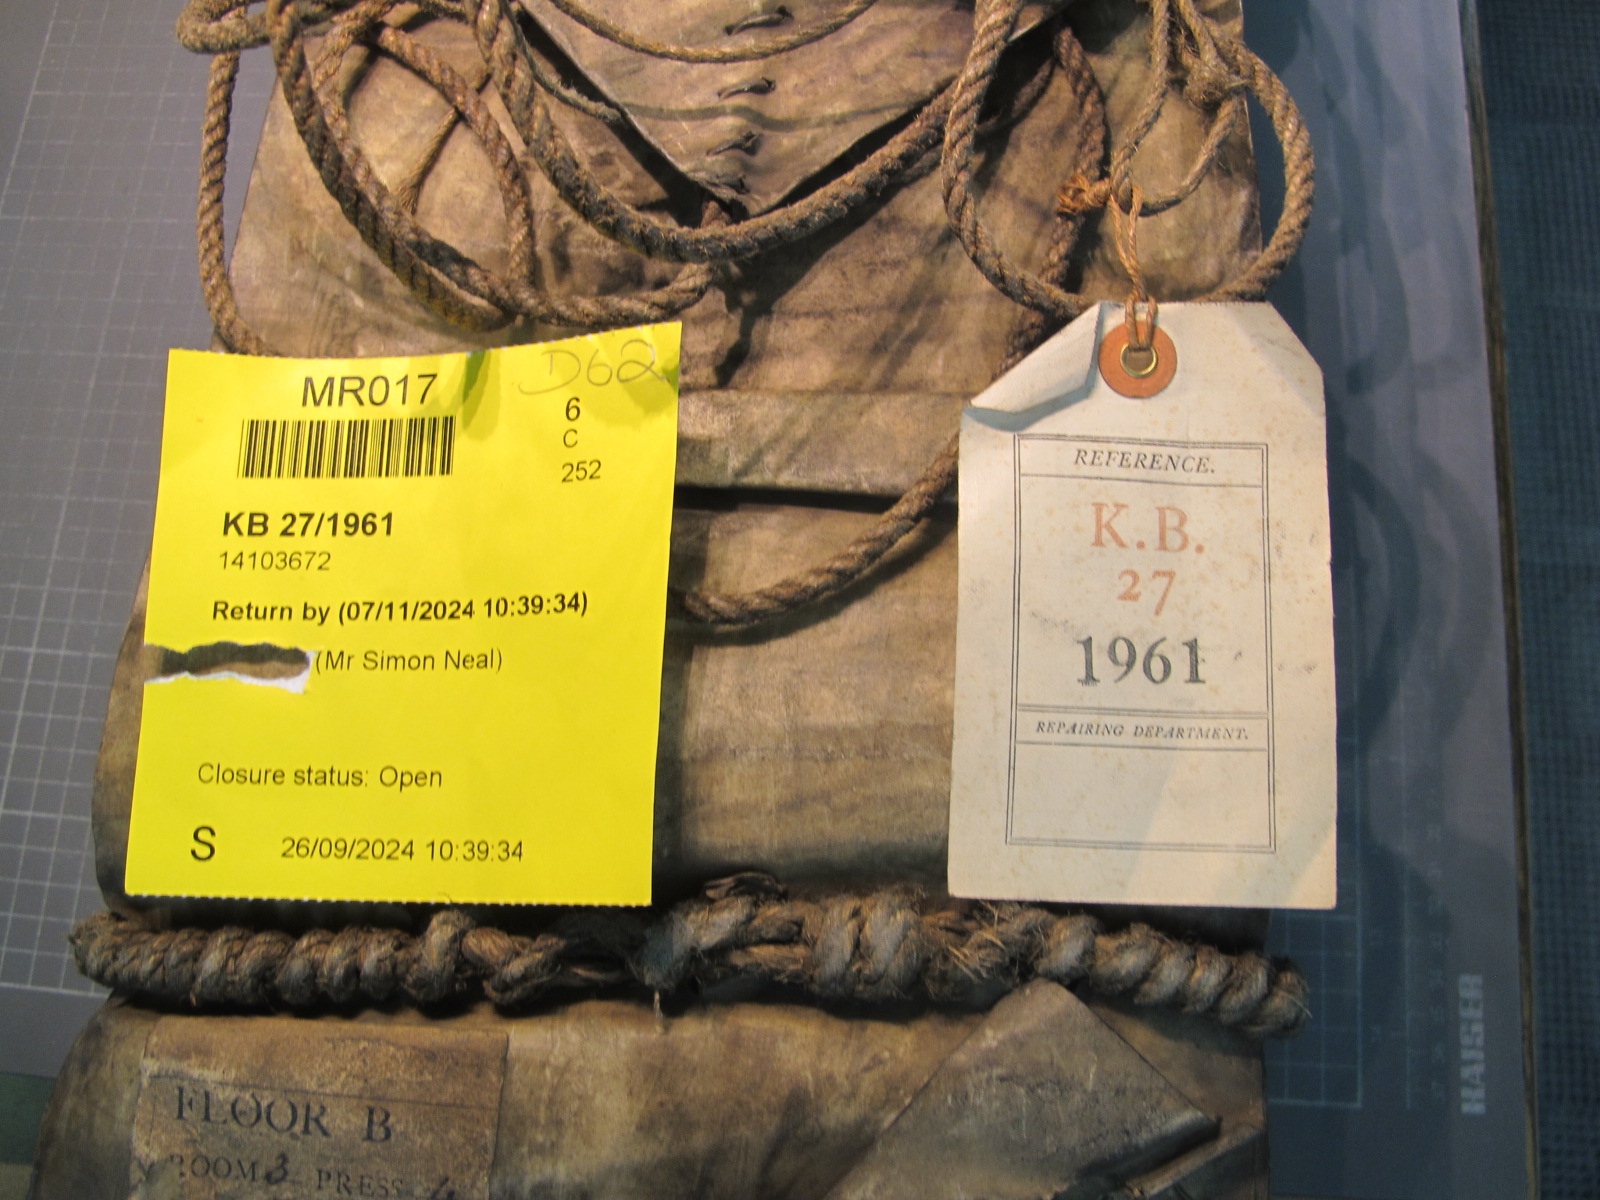 MR017
D62
6
C
252
KB 27/1961
14103672
Return by (07/11/2024 10:39:34)
(Mr Simon Neal)
Closure status: Open
S 26/09/2024 10:39:34
REFERENCE.
K.B.
27
1961
REPAIRING DEPARTMENT.
FLOOR B
ROOM 3 PRESS
KAISER